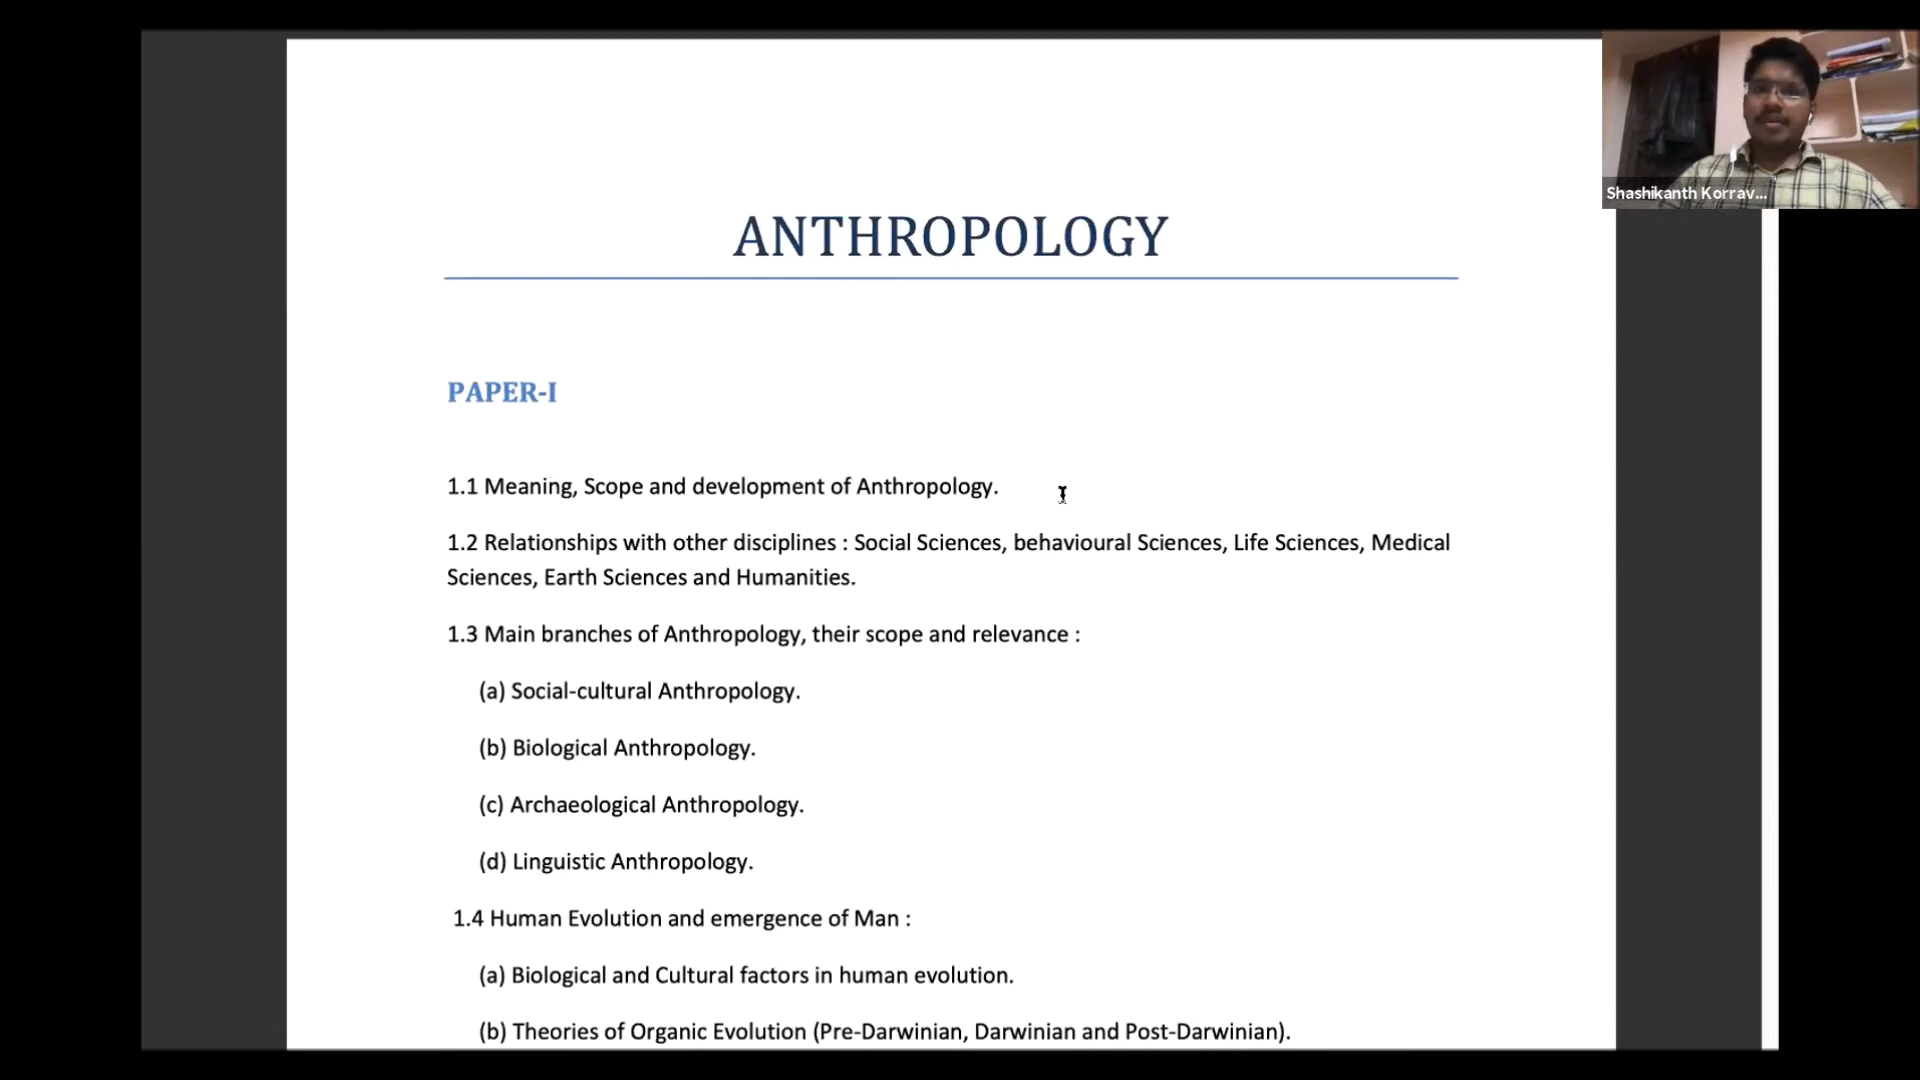 ANTHROPOLOGY
Shashikanth Korrav...
PAPER-I
1.1 Meaning, Scope and development of Anthropology.
1.2 Relationships with other disciplines : Social Sciences, behavioural Sciences, Life Sciences, Medical
Sciences, Earth Sciences and Humanities.
1.3 Main branches of Anthropology, their scope and relevance :
(a) Social-cultural Anthropology.
(b) Biological Anthropology.
(c) Archaeological Anthropology.
(d) Linguistic Anthropology.
1.4 Human Evolution and emergence of Man :
(a) Biological and Cultural factors in human evolution.
(b) Theories of Organic Evolution (Pre-Darwinian, Darwinian and Post-Darwinian).